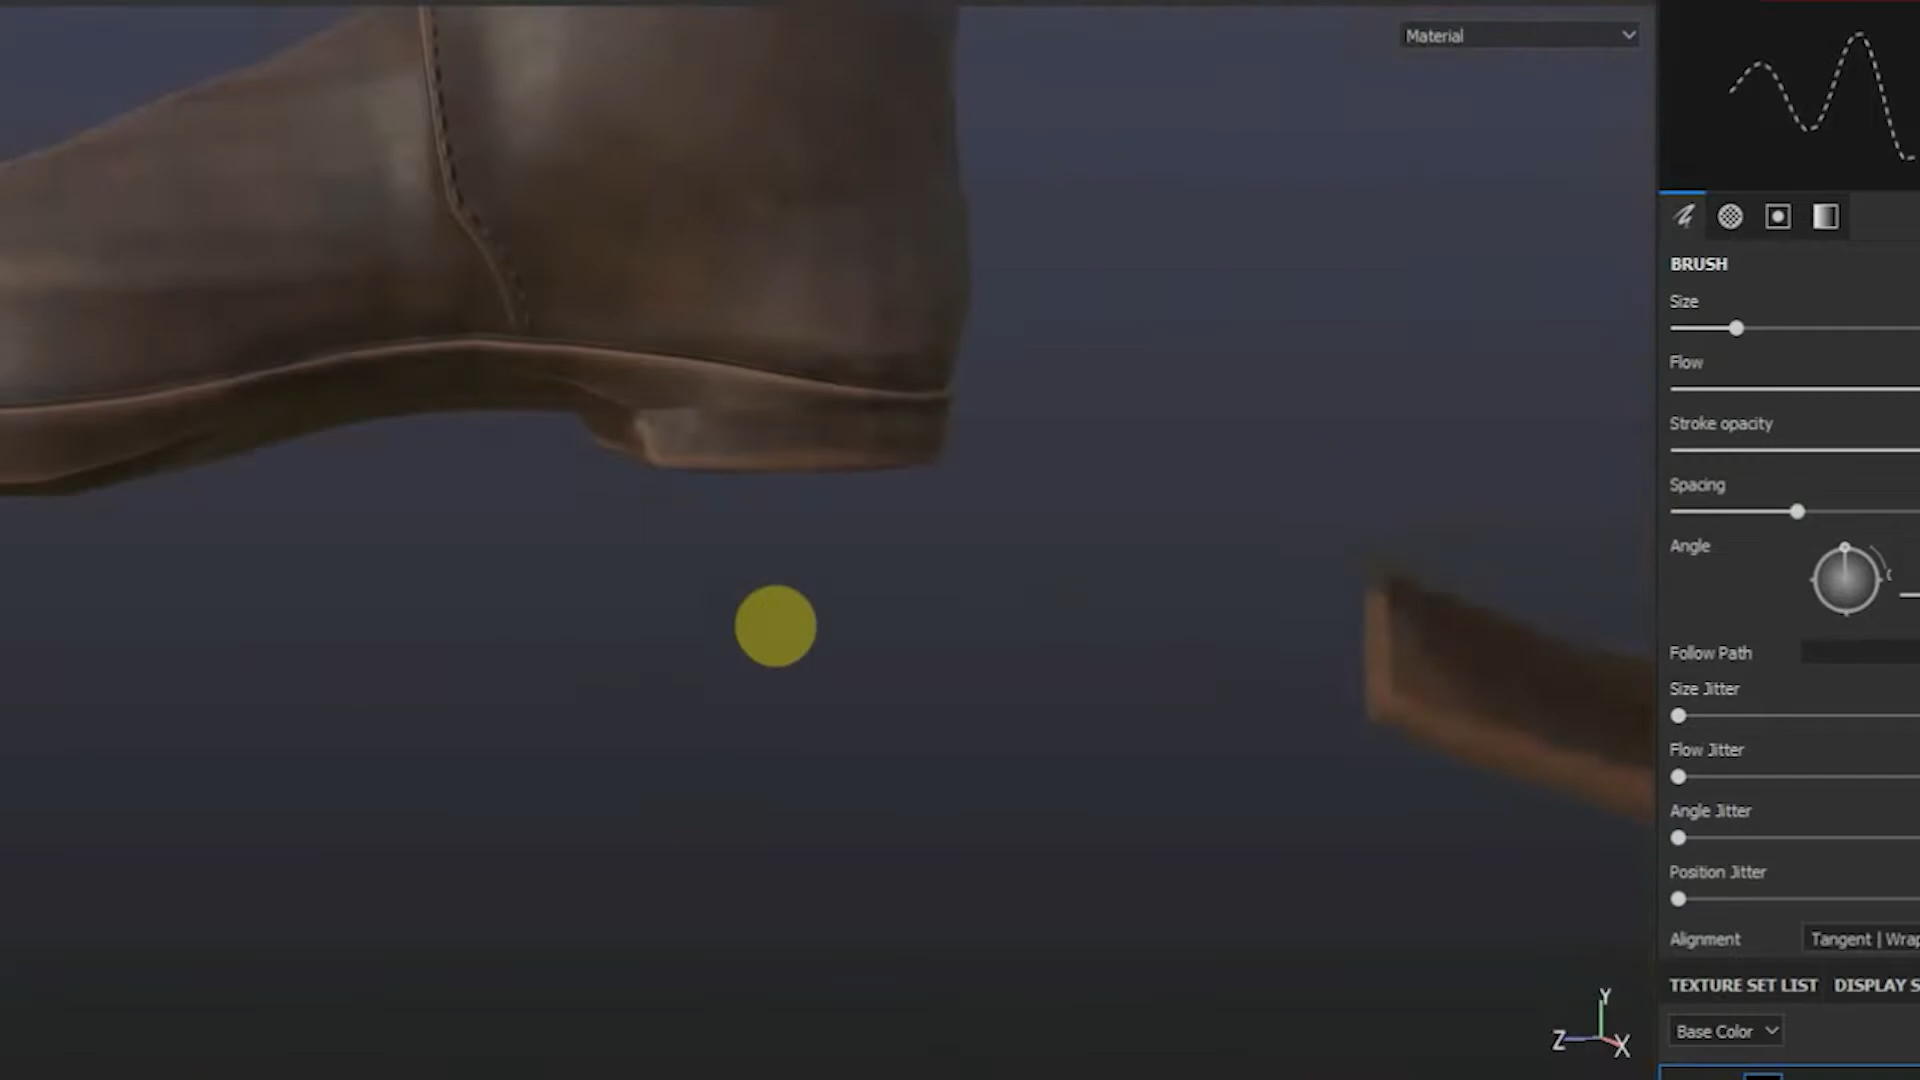 Material
BRUSH
Size
Flow
Stroke opacity
Spacing
Angle
Follow Path
Size Jitter
Flow Jitter
Angle Jitter
Position Jitter
Alignment
Tangent | Wrap
TEXTURE SET LIST DISPLAY S
Base Color
Y
Z
X